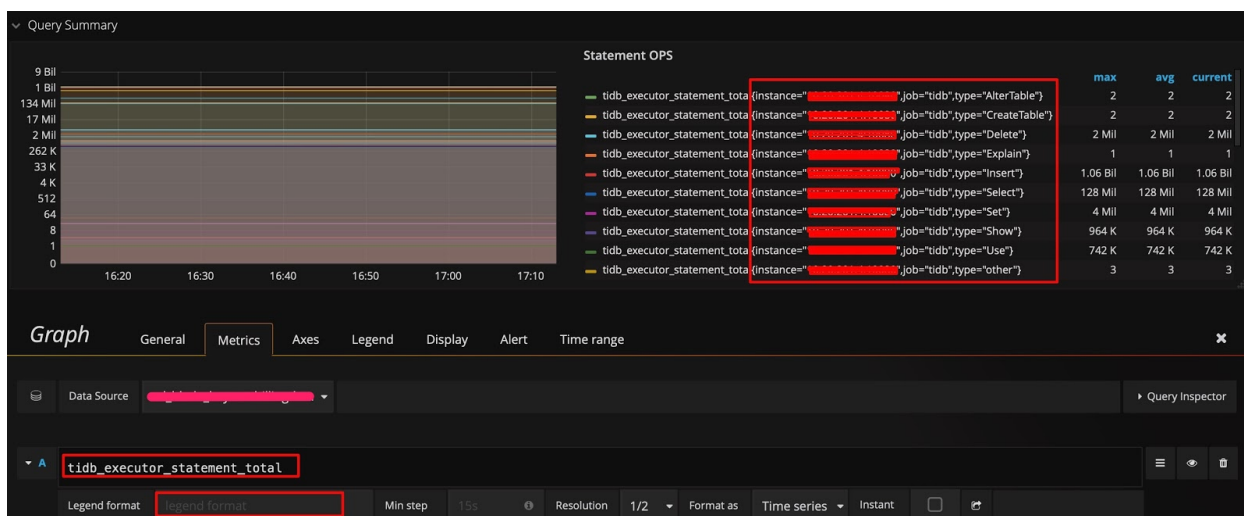 Query Summary
Statement OPS
max avg current
9 Bil
1 Bil
134 Mil
17 Mil
2 Mil
262 K
33 K
4 K
512
64
8
1
0
16:20 16:30 16:40 16:50 17:00 17:10
tidb_executor_statement_tota {instance=" ",job="tidb",type="AlterTable"} 2 2 2
tidb_executor_statement_tota {instance=" ",job="tidb",type="CreateTable"} 2 2 2
tidb_executor_statement_tota {instance=" ",job="tidb",type="Delete"} 2 Mil 2 Mil 2 Mil
tidb_executor_statement_tota {instance=" ",job="tidb",type="Explain"} 1 1 1
tidb_executor_statement_tota {instance=" ",job="tidb",type="Insert"} 1.06 Bil 1.06 Bil 1.06 Bil
tidb_executor_statement_tota {instance=" ",job="tidb",type="Select"} 128 Mil 128 Mil 128 Mil
tidb_executor_statement_tota {instance=" ",job="tidb",type="Set"} 4 Mil 4 Mil 4 Mil
tidb_executor_statement_tota {instance=" ",job="tidb",type="Show"} 964 K 964 K 964 K
tidb_executor_statement_tota {instance=" ",job="tidb",type="Use"} 742 K 742 K 742 K
tidb_executor_statement_tota {instance=" ",job="tidb",type="other"} 3 3 3
Graph General Metrics Axes Legend Display Alert Time range
Data Source Query Inspector
A tidb_executor_statement_total
Legend format legend format Min step 15s Resolution 1/2 Format as Time series Instant